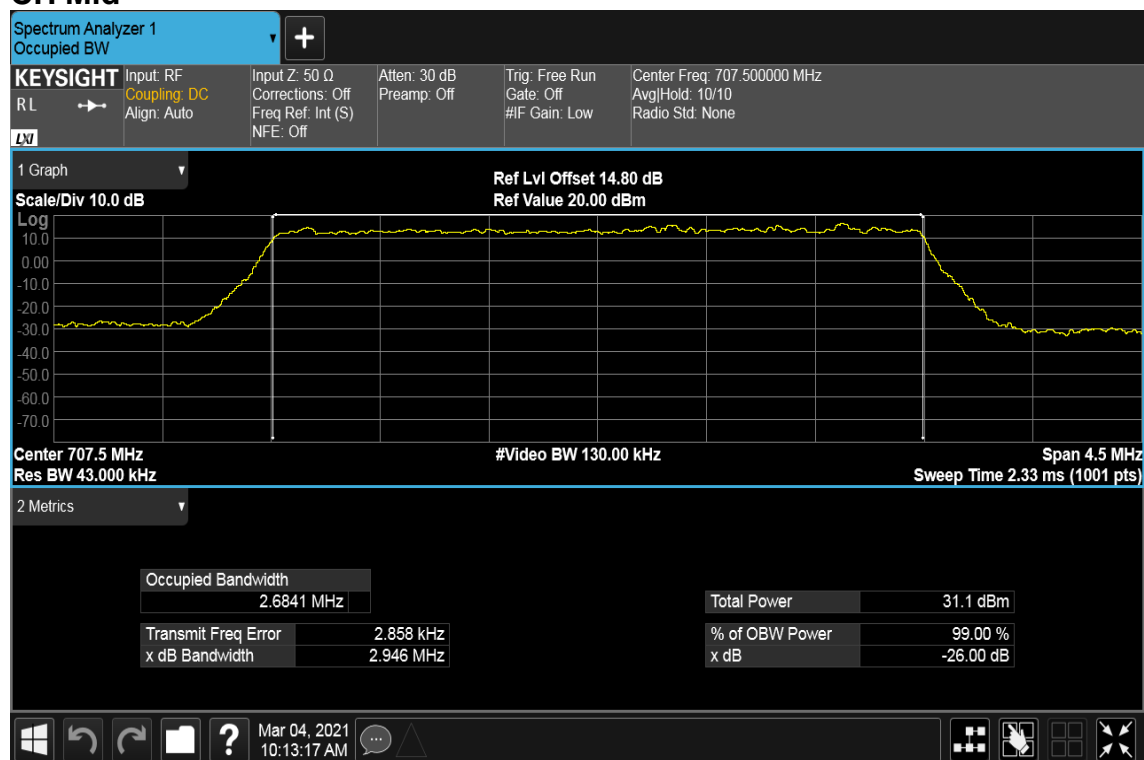 Spectrum Analyzer 1
Occupied BW
KEYSIGHT
R L
LXI
Input: RF
Coupling: DC
Align: Auto
Input Z: 50 Ω
Corrections: Off
Freq Ref: Int (S)
NFE: Off
Atten: 30 dB
Preamp: Off
Trig: Free Run
Gate: Off
#IF Gain: Low
Center Freq: 707.500000 MHz
Avg|Hold: 10/10
Radio Std: None
1 Graph
Scale/Div 10.0 dB
Ref Lvl Offset 14.80 dB
Ref Value 20.00 dBm
Log
10.0
0.00
-10.0
-20.0
-30.0
-40.0
-50.0
-60.0
-70.0
Center 707.5 MHz
Res BW 43.000 kHz
#Video BW 130.00 kHz
Span 4.5 MHz
Sweep Time 2.33 ms (1001 pts)
2 Metrics
Occupied Bandwidth
2.6841 MHz
Transmit Freq Error 2.858 kHz
x dB Bandwidth 2.946 MHz
Total Power 31.1 dBm
% of OBW Power 99.00 %
x dB -26.00 dB
?
Mar 04, 2021
10:13:17 AM